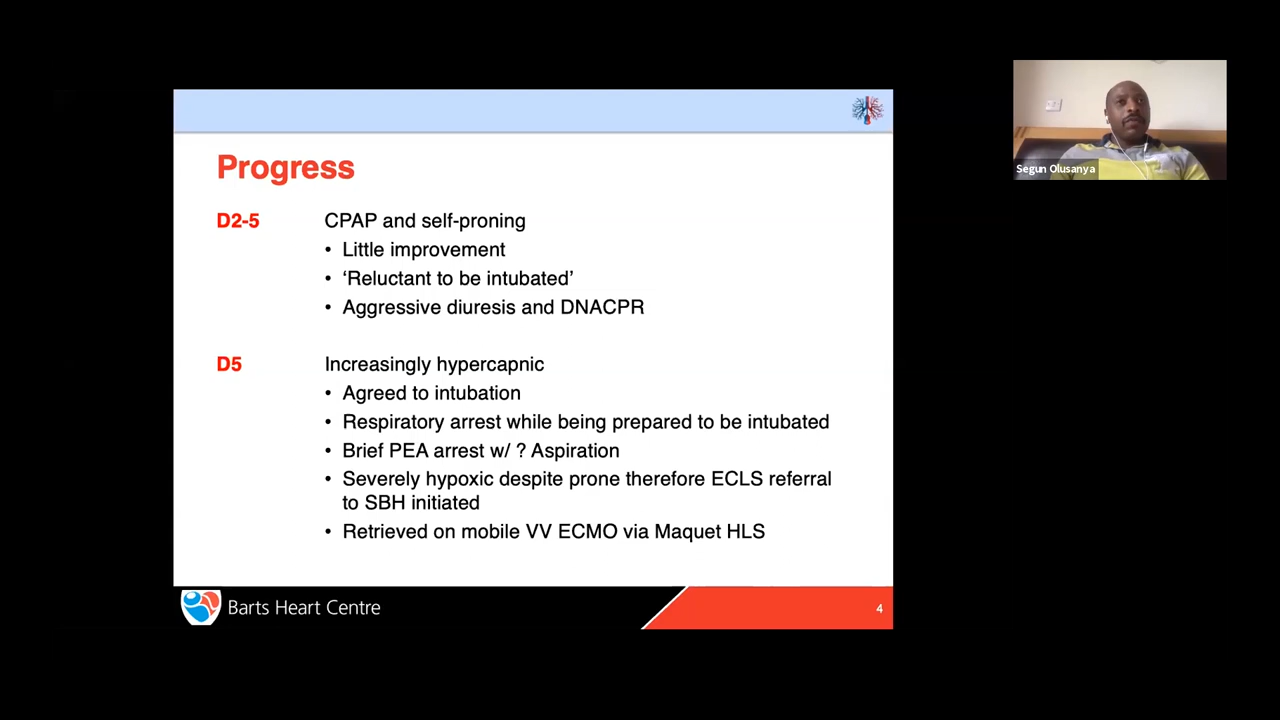 Progress
D2-5 CPAP and self-proning
• Little improvement
• ‘Reluctant to be intubated’
• Aggressive diuresis and DNACPR
D5 Increasingly hypercapnic
• Agreed to intubation
• Respiratory arrest while being prepared to be intubated
• Brief PEA arrest w/ ? Aspiration
• Severely hypoxic despite prone therefore ECLS referral
to SBH initiated
• Retrieved on mobile VV ECMO via Maquet HLS
Barts Heart Centre
4
Segun Olusanya